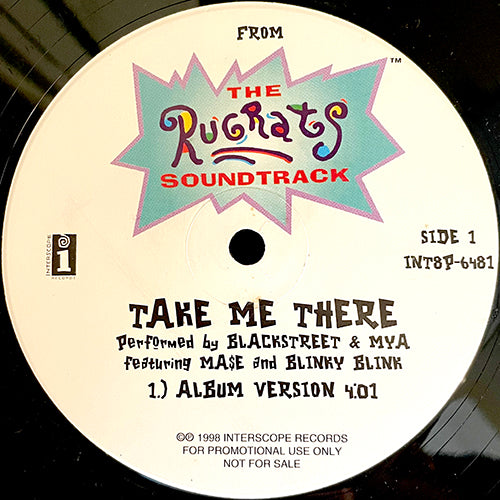 FROM
THE
RUGRATS
SOUNDTRACK
™
INTERSCOPE
i
RECORDS
SIDE 1
INT8P-6481
TAKE ME THERE
Performed by BLACKSTREET & MYA
featuring MA$E and BLINKY BLINK
1.) ALBUM VERSION 4:01
©℗ 1998 INTERSCOPE RECORDS
FOR PROMOTIONAL USE ONLY
NOT FOR SALE